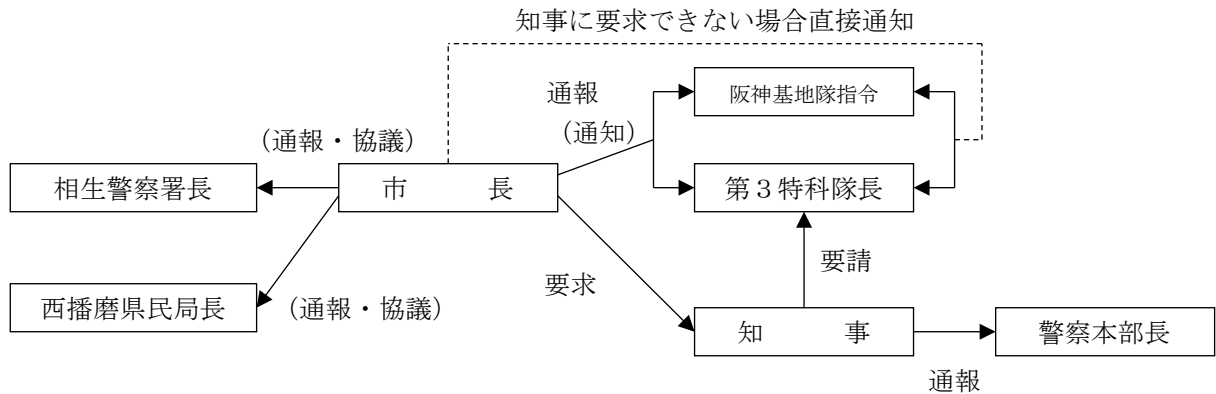 知事に要求できない場合直接通知
通報
(通知)
阪神基地隊指令
(通報・協議)
相生警察署長
市 長
第3特科隊長
要請
要求
西播磨県民局長
(通報・協議)
知 事
警察本部長
通報